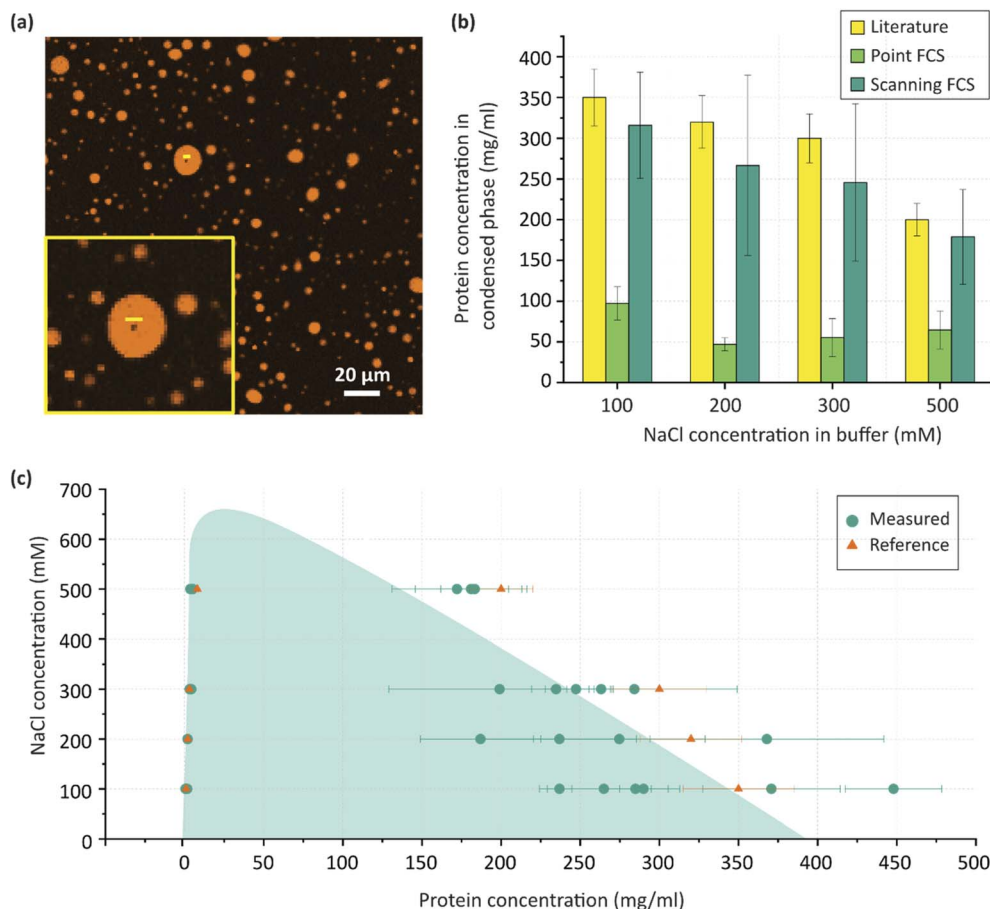 (a)
20 μm
(b)
Literature
Point FCS
Scanning FCS
Protein concentration in
condensed phase (mg/ml)
400
350
300
250
200
150
100
50
0
100 200 300 500
NaCl concentration in buffer (mM)
(c)
Measured
Reference
NaCl concentration (mM)
700
600
500
400
300
200
100
0
0 50 100 150 200 250 300 350 400 450 500
Protein concentration (mg/ml)